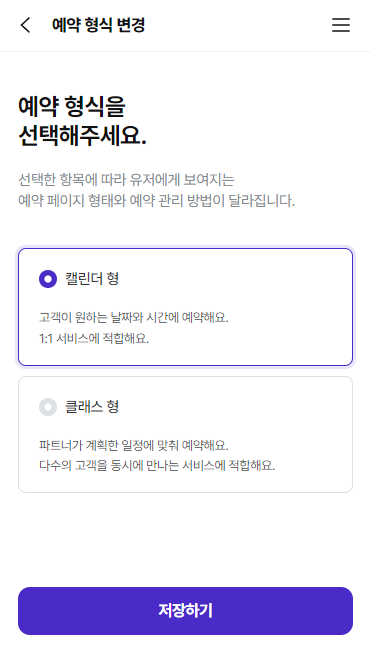 예약 형식 변경
예약 형식을
선택해주세요.
선택한 항목에 따라 유저에게 보여지는
예약 페이지 형태와 예약 관리 방법이 달라집니다.
캘린더 형
고객이 원하는 날짜와 시간에 예약해요.
1:1 서비스에 적합해요.
클래스 형
파트너가 계획한 일정에 맞춰 예약해요.
다수의 고객을 동시에 만나는 서비스에 적합해요.
저장하기